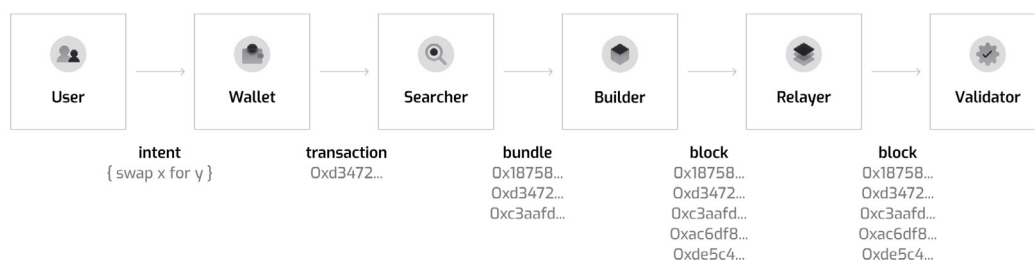 User
Wallet
Searcher
Builder
Relayer
Validator
intent
{ swap x for y }
transaction
0xd3472...
bundle
0x18758...
0xd3472...
0xc3aafd...
block
0x18758...
0xd3472...
0xc3aafd...
0xac6df8...
0xde5c4...
block
0x18758...
0xd3472...
0xc3aafd...
0xac6df8...
0xde5c4...